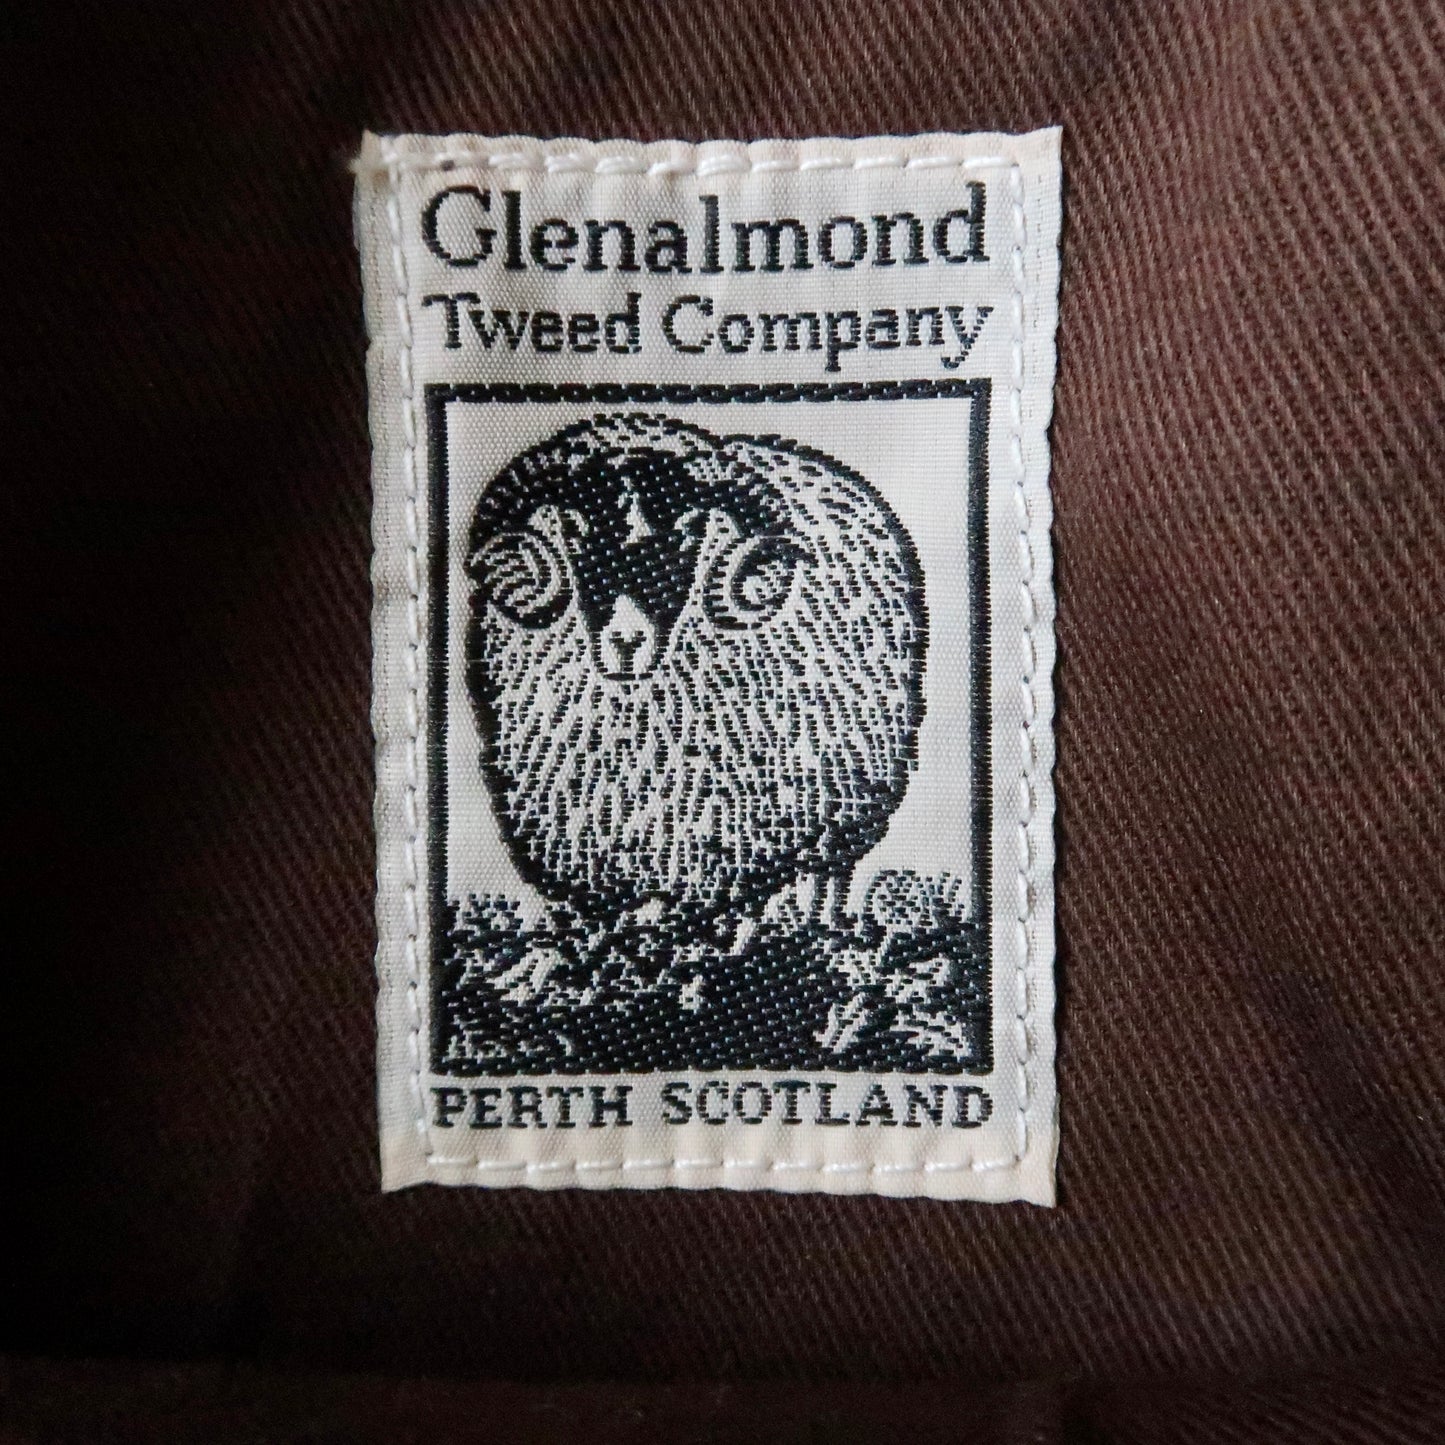 Glenalmond
Tweed Company
PERTH SCOTLAND